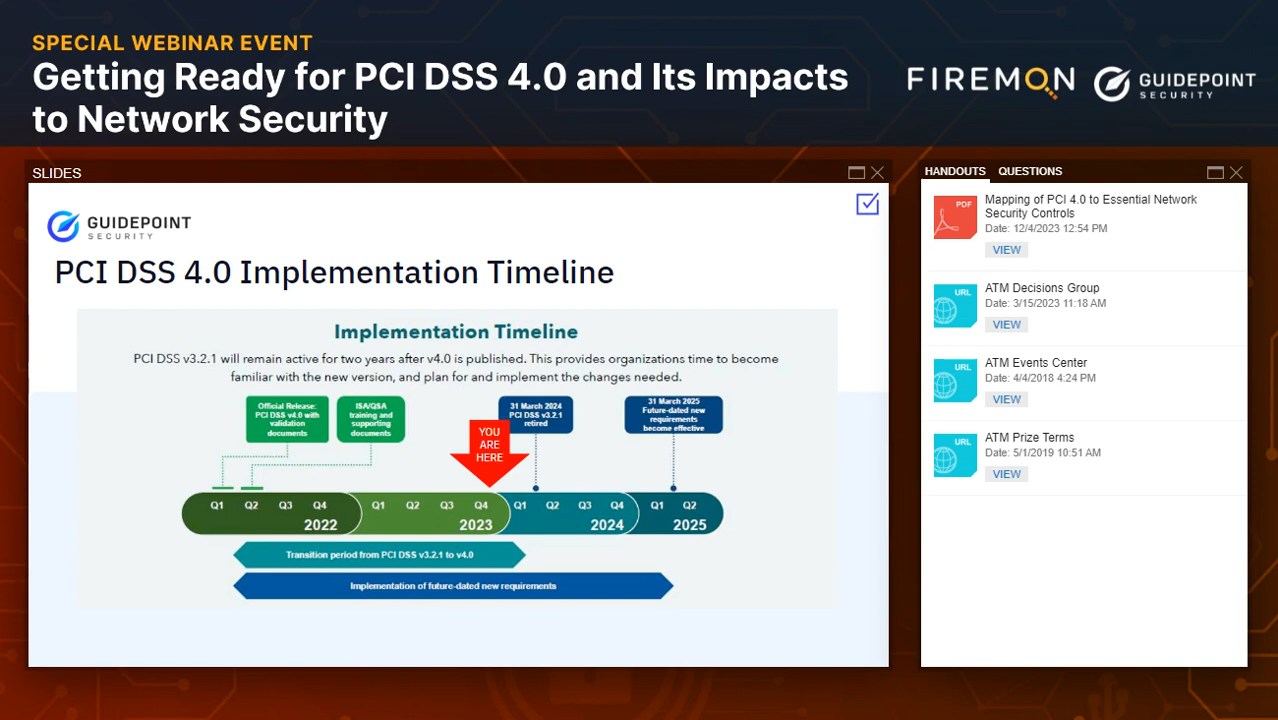 SPECIAL WEBINAR EVENT
Getting Ready for PCI DSS 4.0 and Its Impacts
to Network Security
FIREMON
GUIDEPOINT
SECURITY
SLIDES
GUIDEPOINT
SECURITY
PCI DSS 4.0 Implementation Timeline
Implementation Timeline
PCI DSS v3.2.1 will remain active for two years after v4.0 is published. This provides organizations time to become
familiar with the new version, and plan for and implement the changes needed.
Official Release:
PCI DSS v4.0 with
validation
documents
ISA/QSA
training and
supporting
documents
YOU
ARE
HERE
31 March 2024
PCI DSS v3.2.1
retired
31 March 2025
Future-dated new
requirements
become effective
Q1 Q2 Q3 Q4 Q1 Q2 Q3 Q4 Q1 Q2 Q3 Q4 Q1 Q2
2022 2023 2024 2025
Transition period from PCI DSS v3.2.1 to v4.0
Implementation of future-dated new requirements
HANDOUTS QUESTIONS
PDF
Mapping of PCI 4.0 to Essential Network
Security Controls
Date: 12/4/2023 12:54 PM
VIEW
URL
ATM Decisions Group
Date: 3/15/2023 11:18 AM
VIEW
URL
ATM Events Center
Date: 4/4/2018 4:24 PM
VIEW
URL
ATM Prize Terms
Date: 5/1/2019 10:51 AM
VIEW